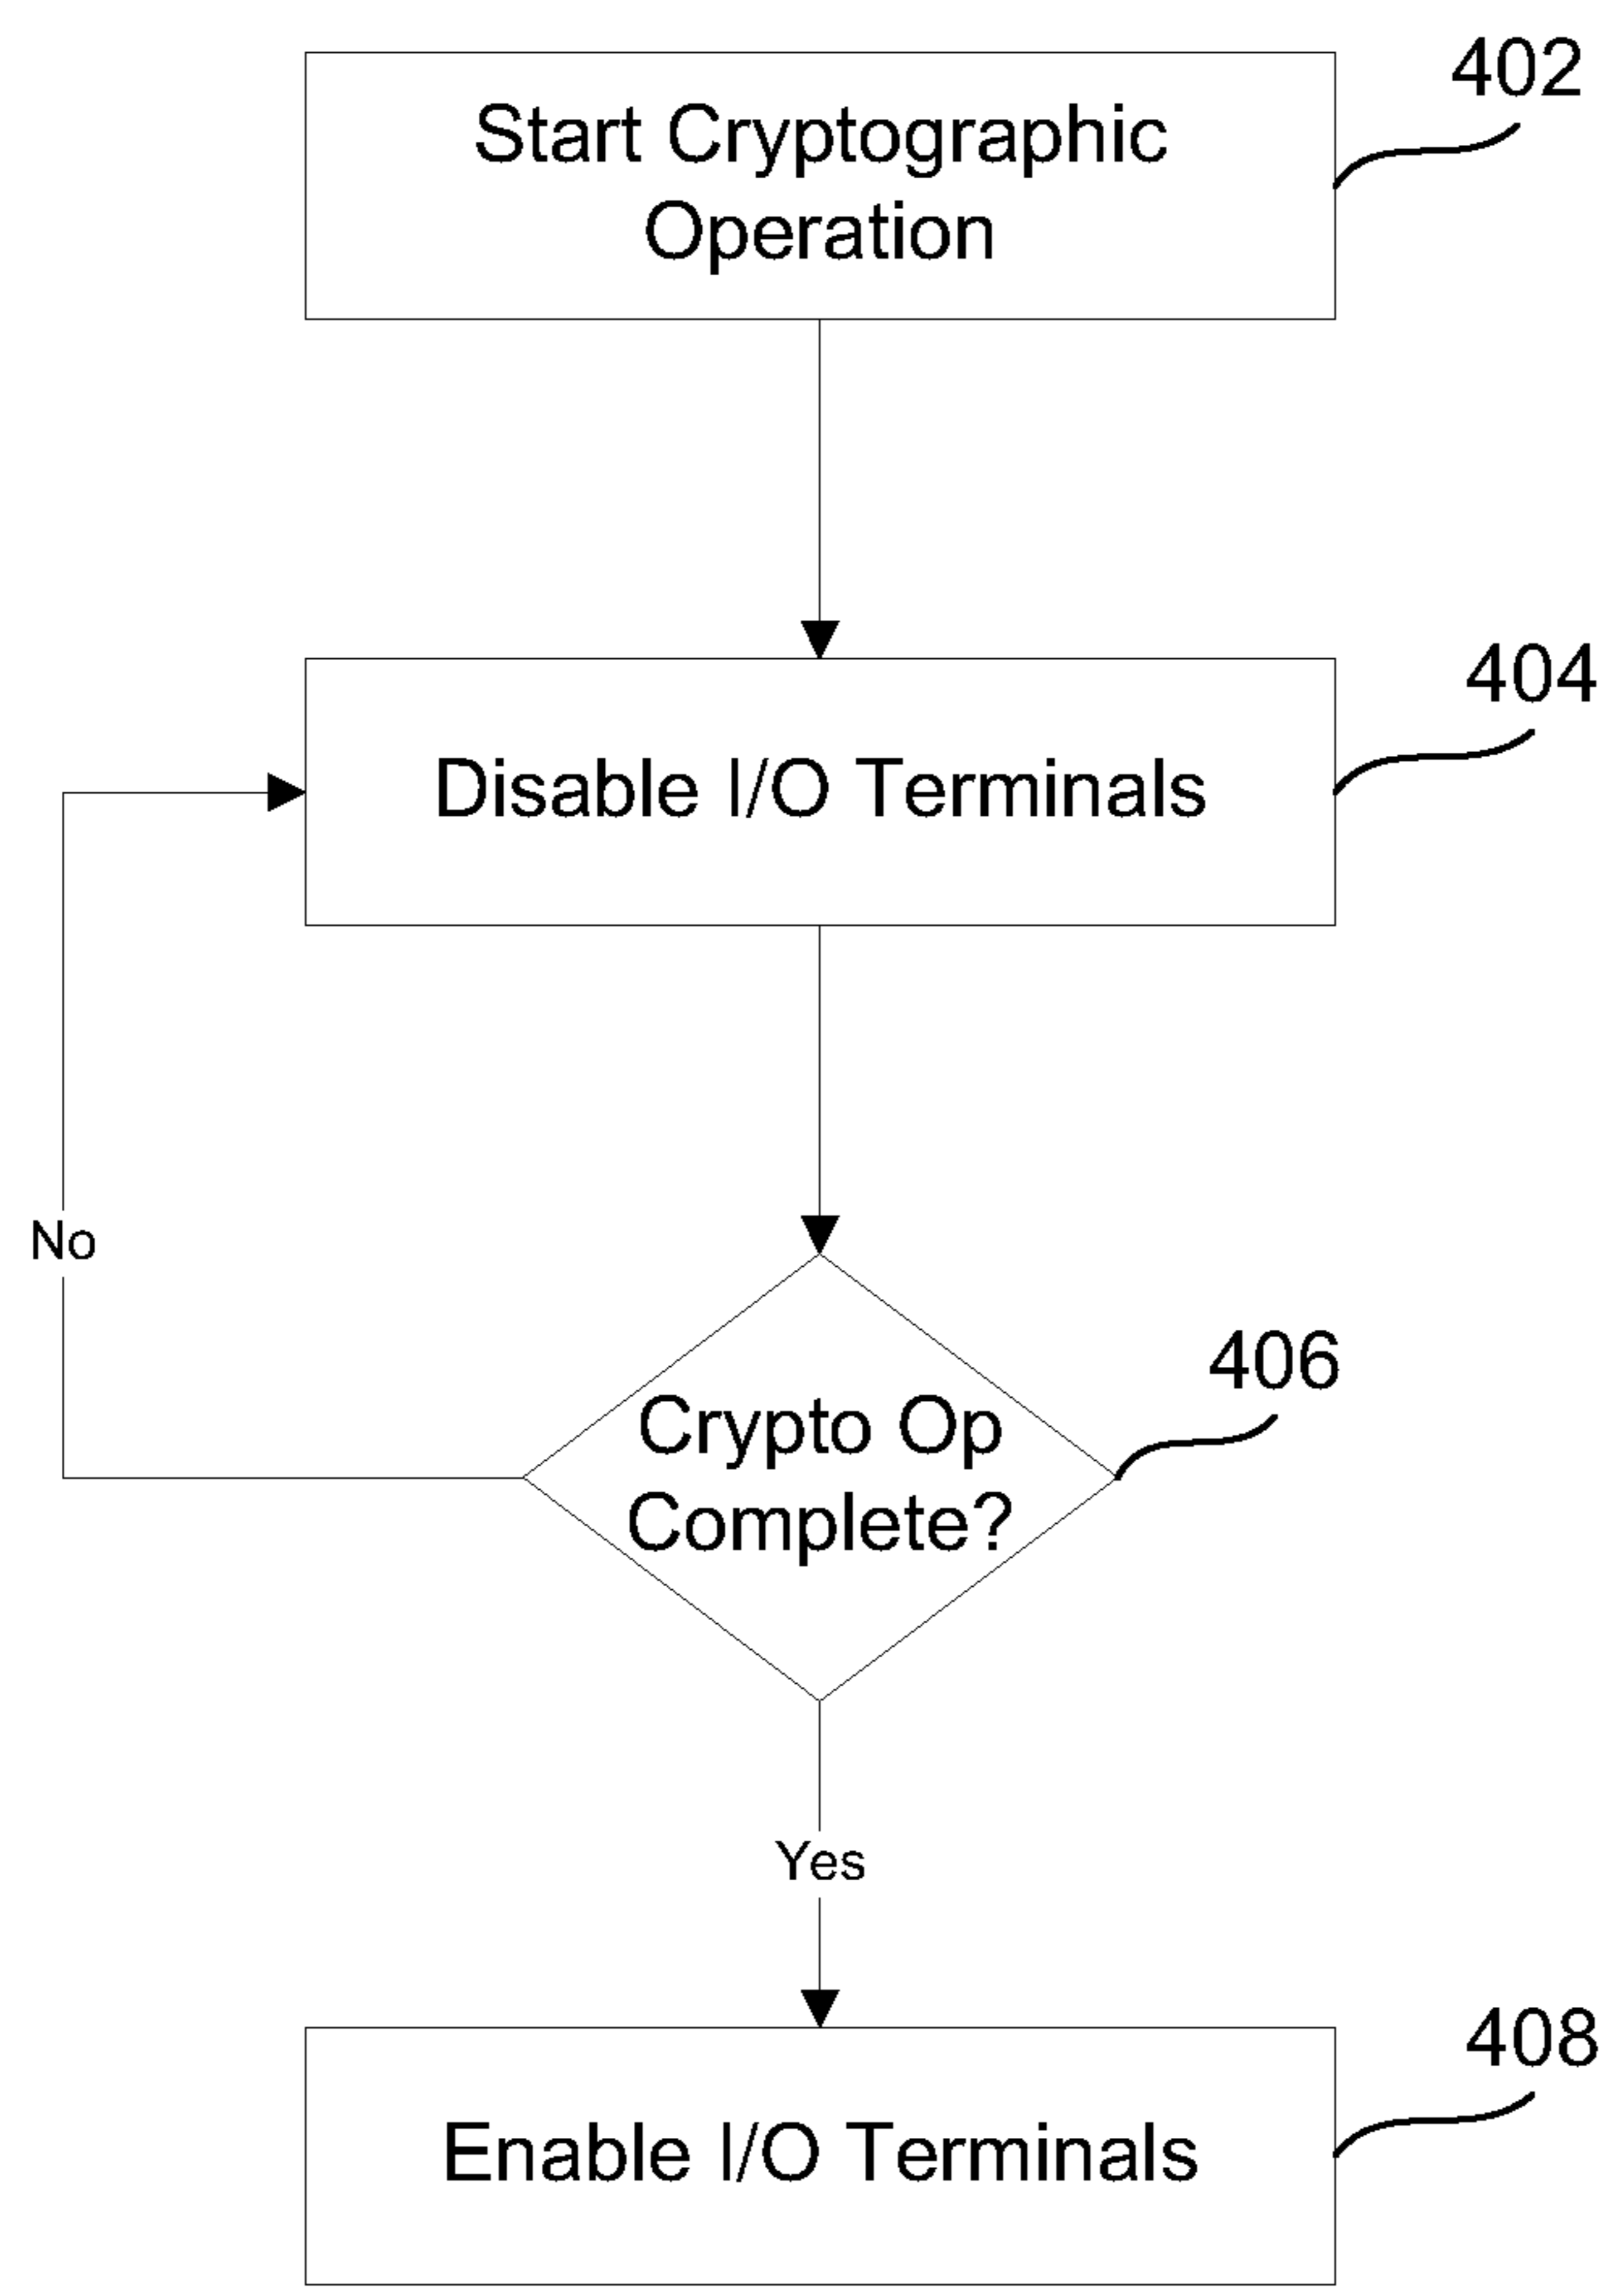 402
Start Cryptographic
Operation
404
Disable I/O Terminals
No
406
Crypto Op
Complete?
Yes
408
Enable I/O Terminals